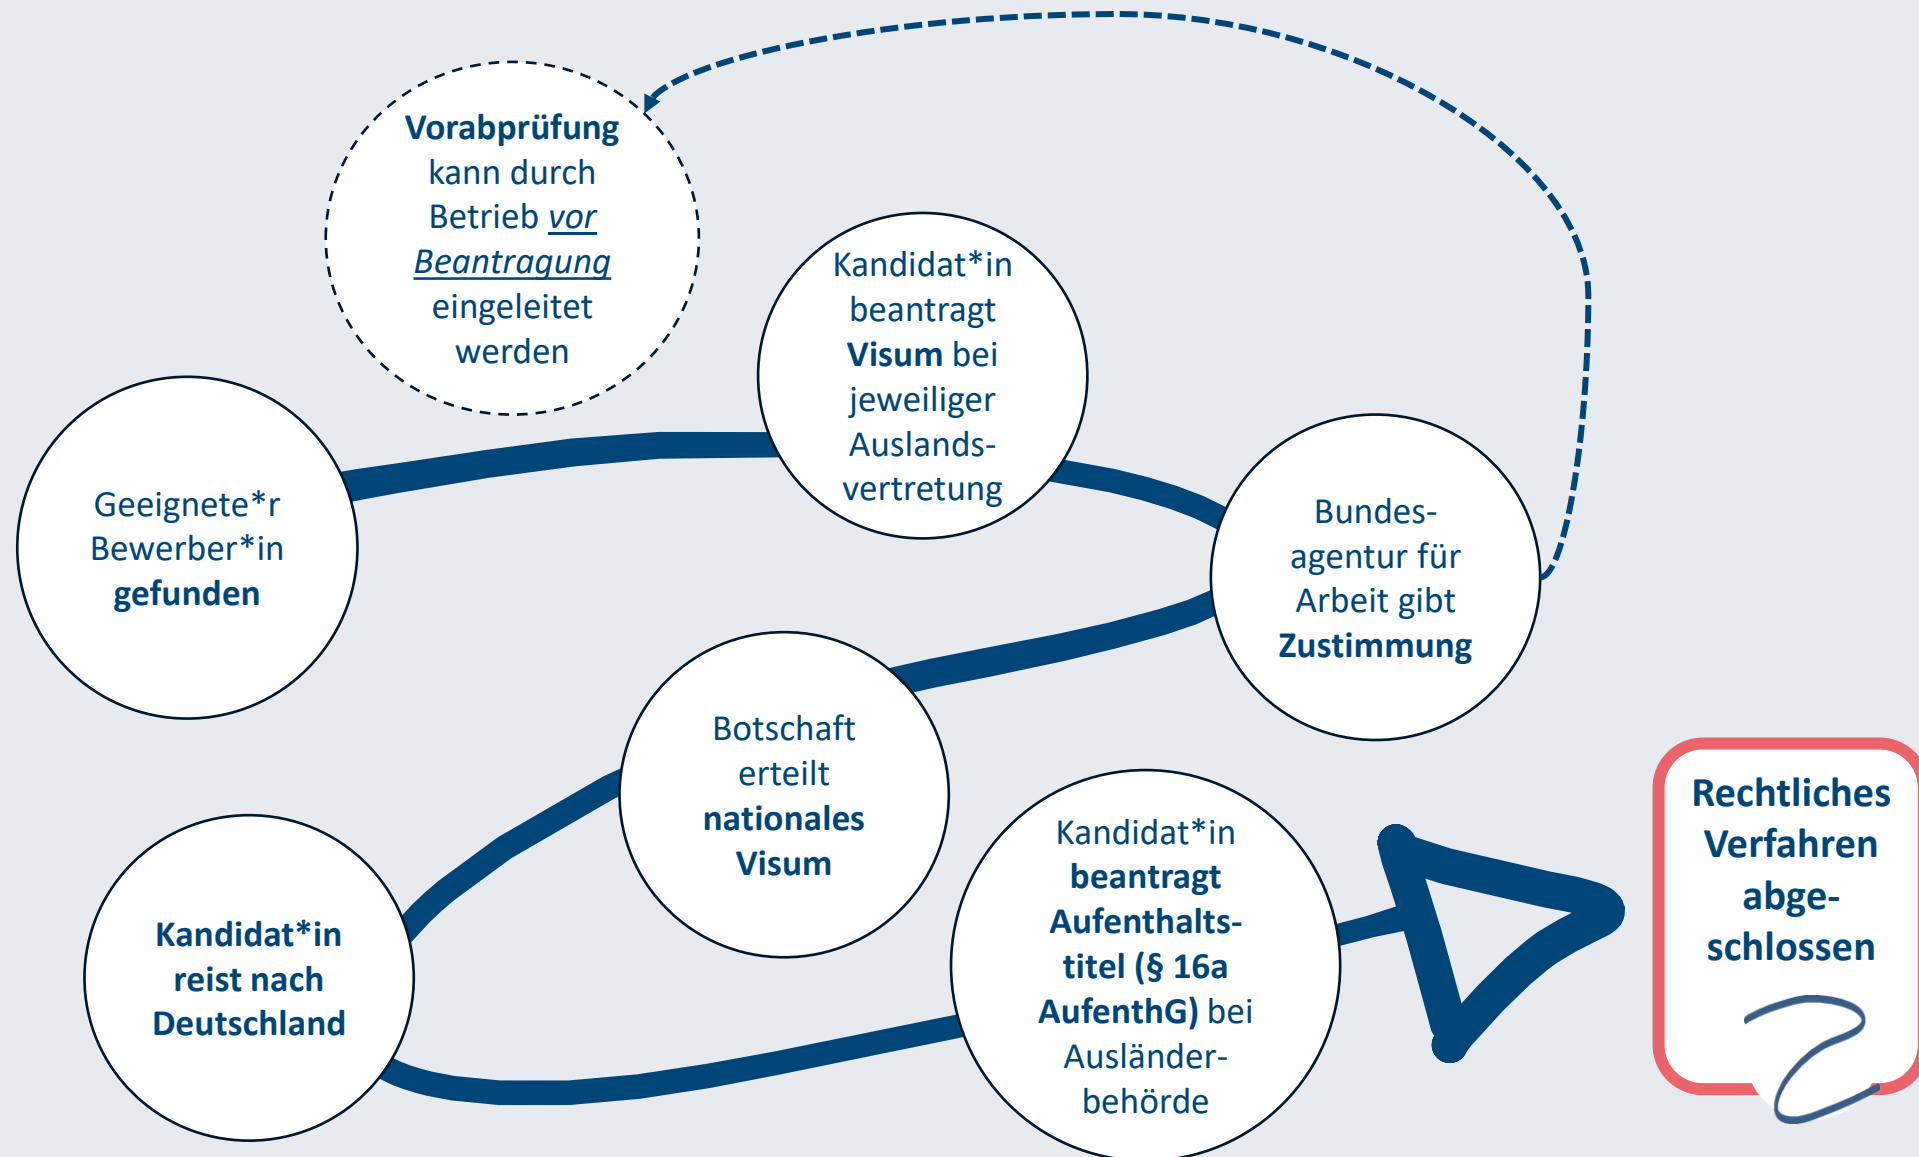 Vorabprüfung
kann durch
Betrieb vor
Beantragung
eingeleitet
werden
Geeignete*r
Bewerber*in
gefunden
Kandidat*in
beantragt
Visum bei
jeweiliger
Auslands-
vertretung
Bundes-
agentur für
Arbeit gibt
Zustimmung
Botschaft
erteilt
nationales
Visum
Kandidat*in
reist nach
Deutschland
Kandidat*in
beantragt
Aufenthalts-
titel (§ 16a
AufenthG) bei
Ausländer-
behörde
Rechtliches
Verfahren
abge-
schlossen